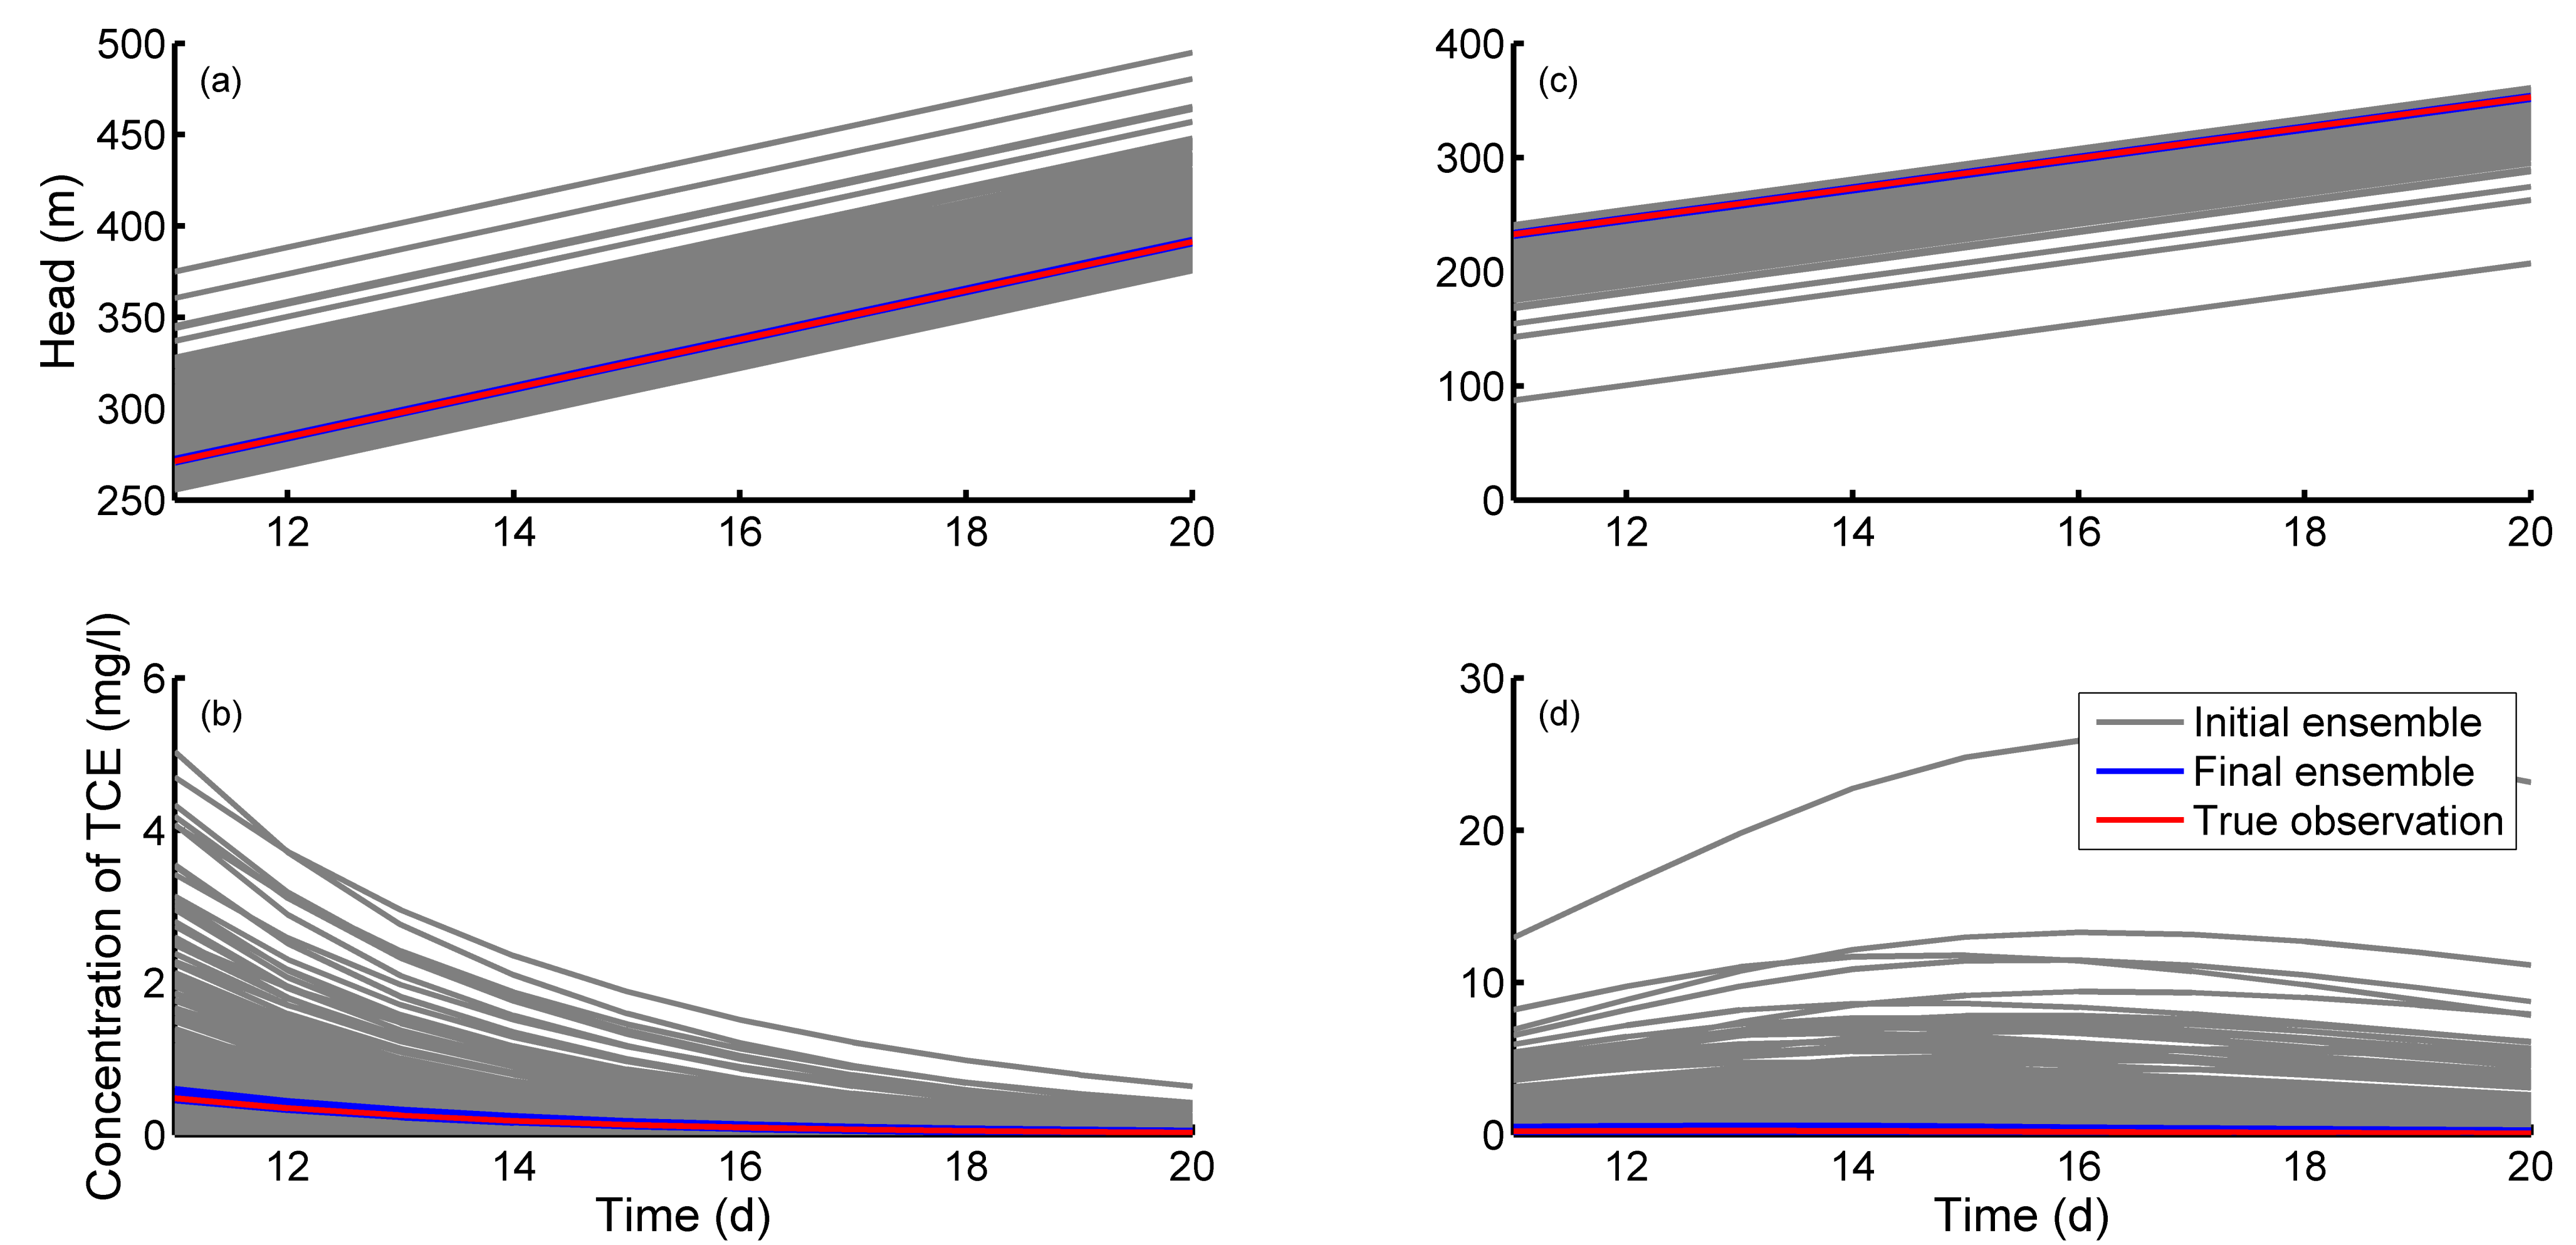 500
450
400
350
300
250
(a)
Head (m)
12 14 16 18 20
400
300
200
100
0
(c)
12 14 16 18 20
6
4
2
0
(b)
Concentration of TCE (mg/l)
12 14 16 18 20
Time (d)
30
20
10
0
(d)
Initial ensemble
Final ensemble
True observation
12 14 16 18 20
Time (d)